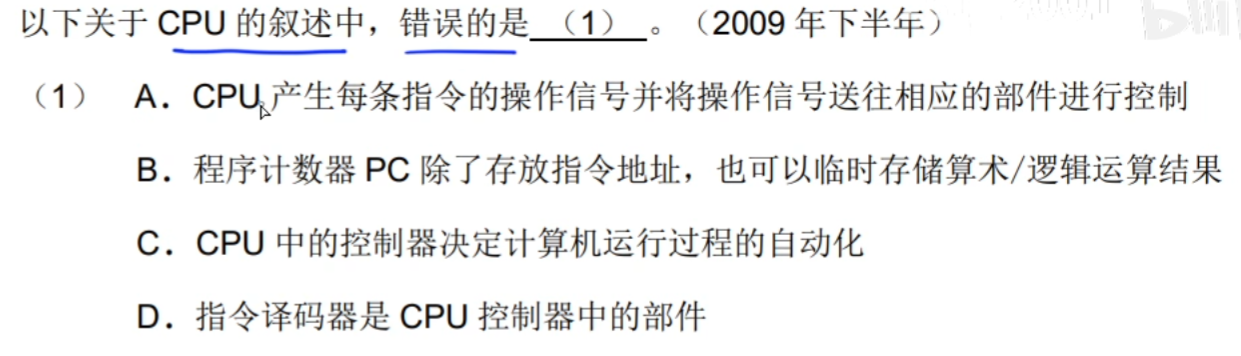 以下关于 CPU 的叙述中，错误的是 （1） 。（2009 年下半年）
（1） A．CPU 产生每条指令的操作信号并将操作信号送往相应的部件进行控制
B．程序计数器 PC 除了存放指令地址，也可以临时存储算术/逻辑运算结果
C．CPU 中的控制器决定计算机运行过程的自动化
D．指令译码器是 CPU 控制器中的部件